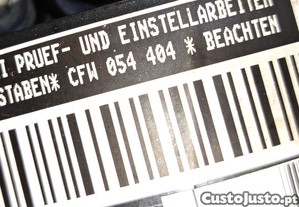 I PRUEF- UND EINSTELLARBEITEN
STABEN* CFW 054 404 * BEACHTEN
CustoJusto.pt